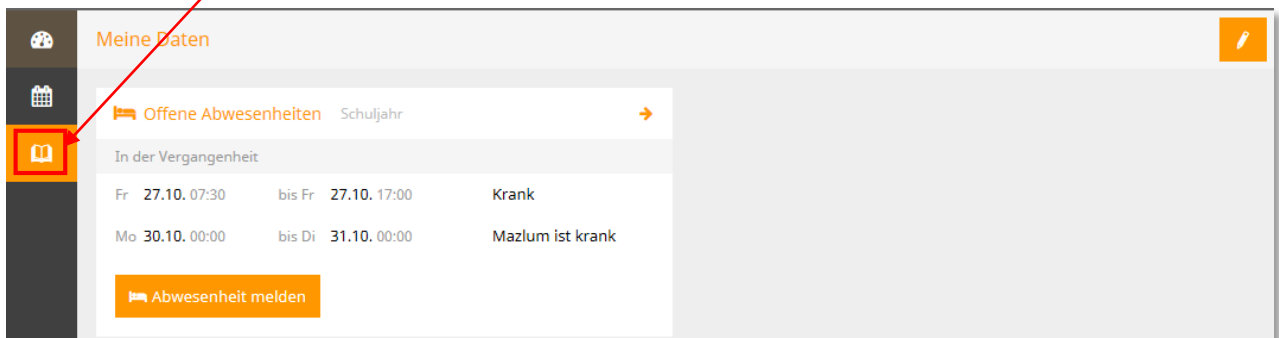 Meine Daten
Offene Abwesenheiten Schuljahr
In der Vergangenheit
Fr 27.10. 07:30 bis Fr 27.10. 17:00 Krank
Mo 30.10. 00:00 bis Di 31.10. 00:00 Mazlum ist krank
Abwesenheit melden